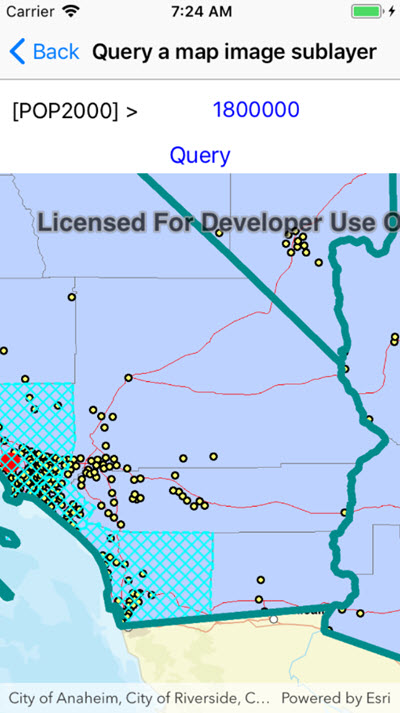 Carrier 7:24 AM
Back Query a map image sublayer
[POP2000] > 1800000
Query
Licensed For Developer Use O
City of Anaheim, City of Riverside, C... Powered by Esri